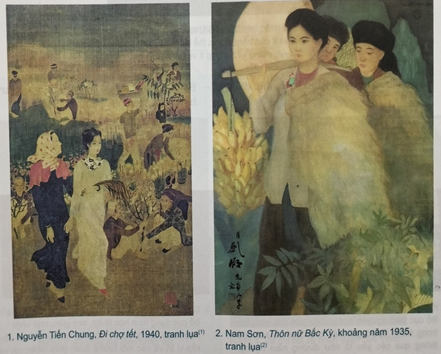 1. Nguyễn Tiến Chung, Đi chợ tết, 1940, tranh lụa(1)
2. Nam Sơn, Thôn nữ Bắc Kỳ, khoảng năm 1935,
tranh lụa(2)